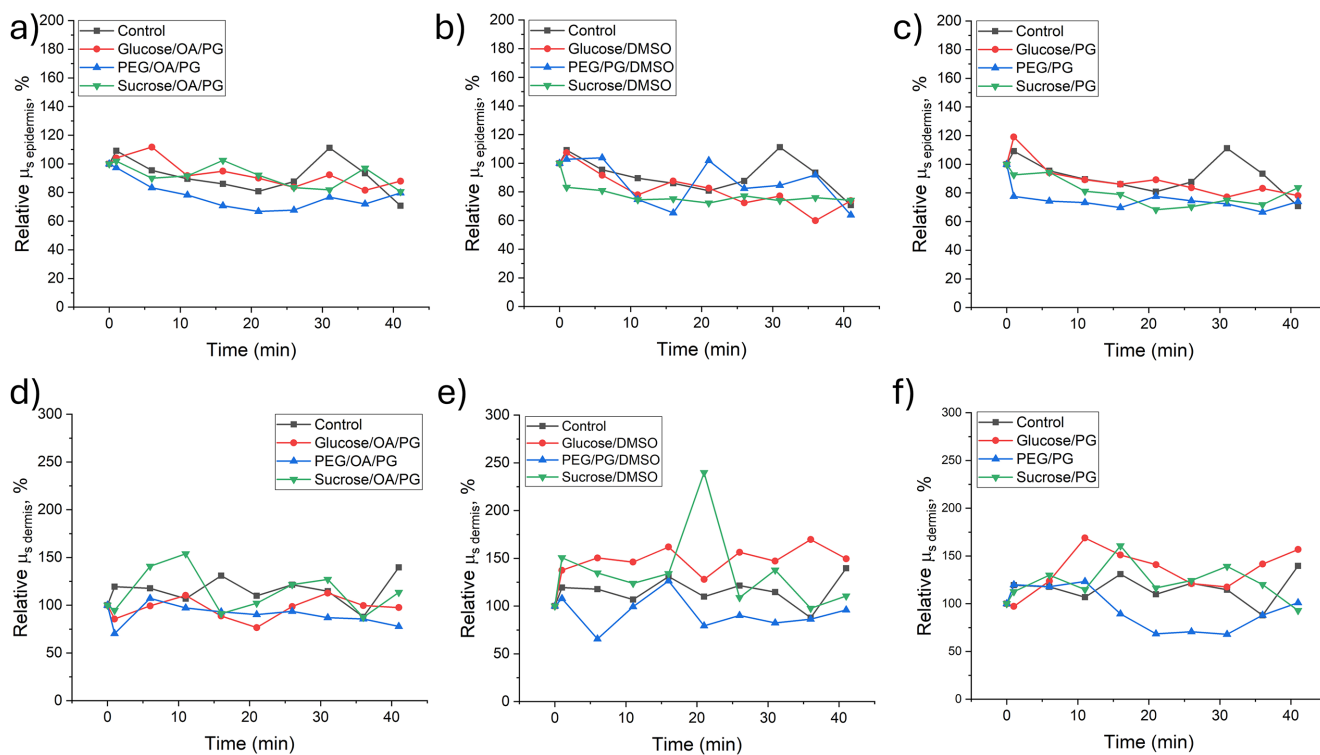 a)
Control
Glucose/OA/PG
PEG/OA/PG
Sucrose/OA/PG
Relative μs epidermis, %
200
180
160
140
120
100
80
60
40
20
0
0 10 20 30 40
Time (min)
b)
Control
Glucose/DMSO
PEG/PG/DMSO
Sucrose/DMSO
Relative μs epidermis, %
200
180
160
140
120
100
80
60
40
20
0
0 10 20 30 40
Time (min)
c)
Control
Glucose/PG
PEG/PG
Sucrose/PG
Relative μs epidermis, %
200
180
160
140
120
100
80
60
40
20
0
0 10 20 30 40
Time (min)
d)
Control
Glucose/OA/PG
PEG/OA/PG
Sucrose/OA/PG
Relative μs dermis, %
300
250
200
150
100
50
0
0 10 20 30 40
Time (min)
e)
Control
Glucose/DMSO
PEG/PG/DMSO
Sucrose/DMSO
Relative μs dermis, %
300
250
200
150
100
50
0
0 10 20 30 40
Time (min)
f)
Control
Glucose/PG
PEG/PG
Sucrose/PG
Relative μs dermis, %
300
250
200
150
100
50
0
0 10 20 30 40
Time (min)